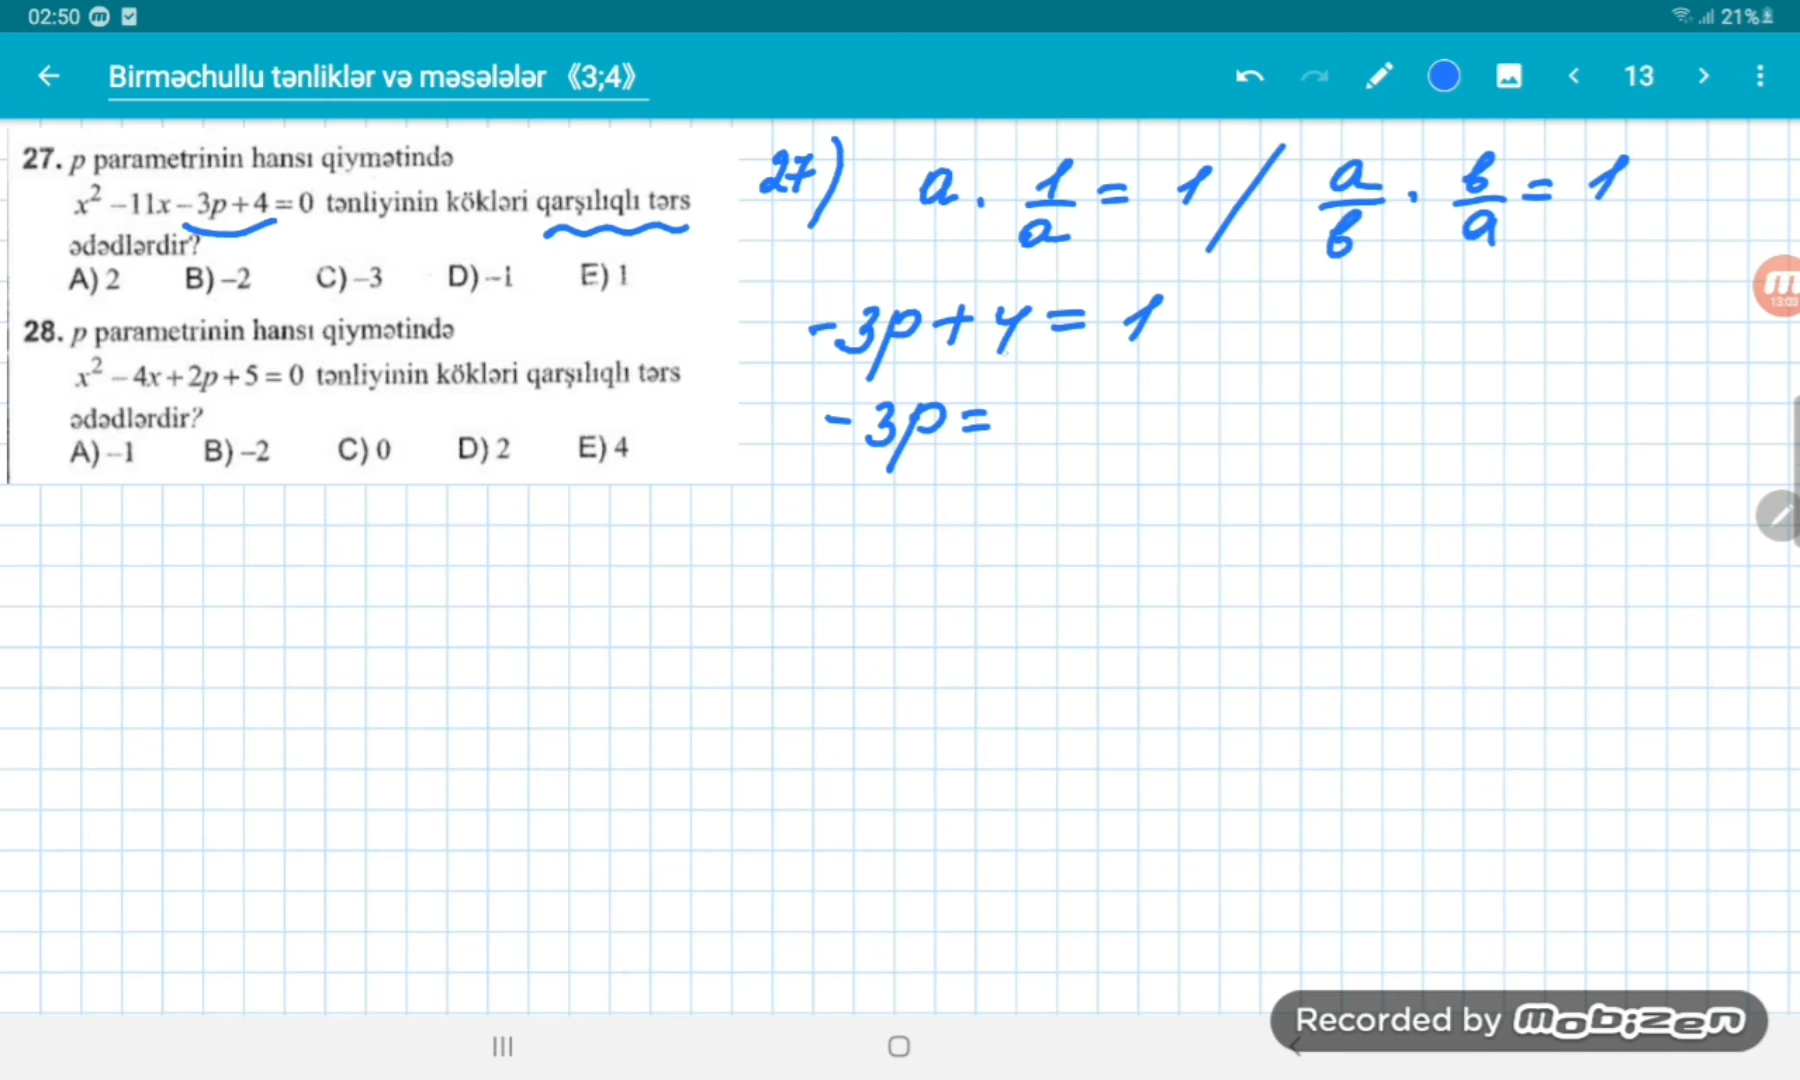 02:50
21%
Birməchullu tənliklər və məsələlər 《3;4》
13
27. p parametrinin hansı qiymətində
x² −11x−3p+4=0 tənliyinin kökləri qarşılıqlı tərs
ədədlərdir?
A) 2 B) −2 C) −3 D) −1 E) 1
28. p parametrinin hansı qiymətində
x² −4x+2p+5=0 tənliyinin kökləri qarşılıqlı tərs
ədədlərdir?
A) −1 B) −2 C) 0 D) 2 E) 4
27) a · 1/a = 1 / a/b · b/a = 1
-3p+4=1
-3p=
13:03
Recorded by mobizen